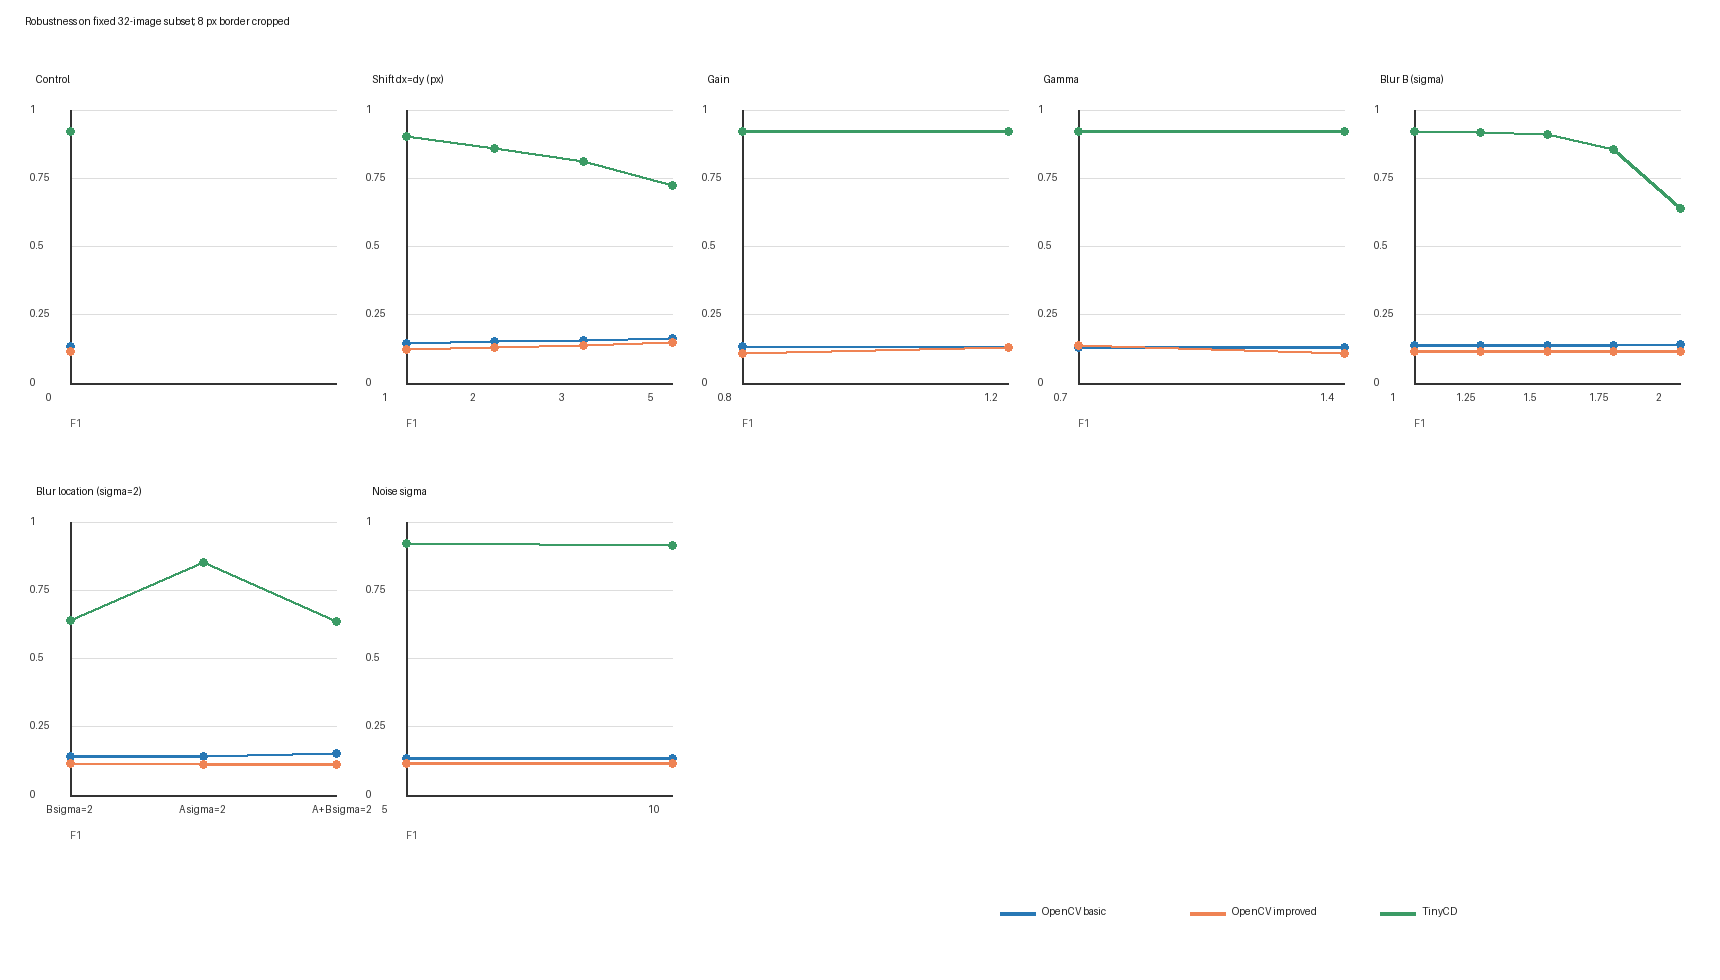 Robustness on fixed 32-image subset; 8 px border cropped
Control
1
0.75
0.5
0.25
0
0
F1
Shift dx=dy (px)
1
0.75
0.5
0.25
0
1 2 3 5
F1
Gain
1
0.75
0.5
0.25
0
0.8 1.2
F1
Gamma
1
0.75
0.5
0.25
0
0.7 1.4
F1
Blur B (sigma)
1
0.75
0.5
0.25
0
1 1.25 1.5 1.75 2
F1
Blur location (sigma=2)
1
0.75
0.5
0.25
0
Bsigma=2 Asigma=2 A+Bsigma=2
F1
Noise sigma
1
0.75
0.5
0.25
0
5 10
F1
OpenCV basic OpenCV improved TinyCD